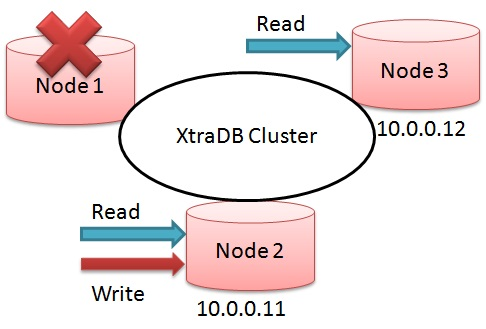 Read
Node 1
Node 3
XtraDB Cluster
10.0.0.12
Read
Node 2
Write
10.0.0.11